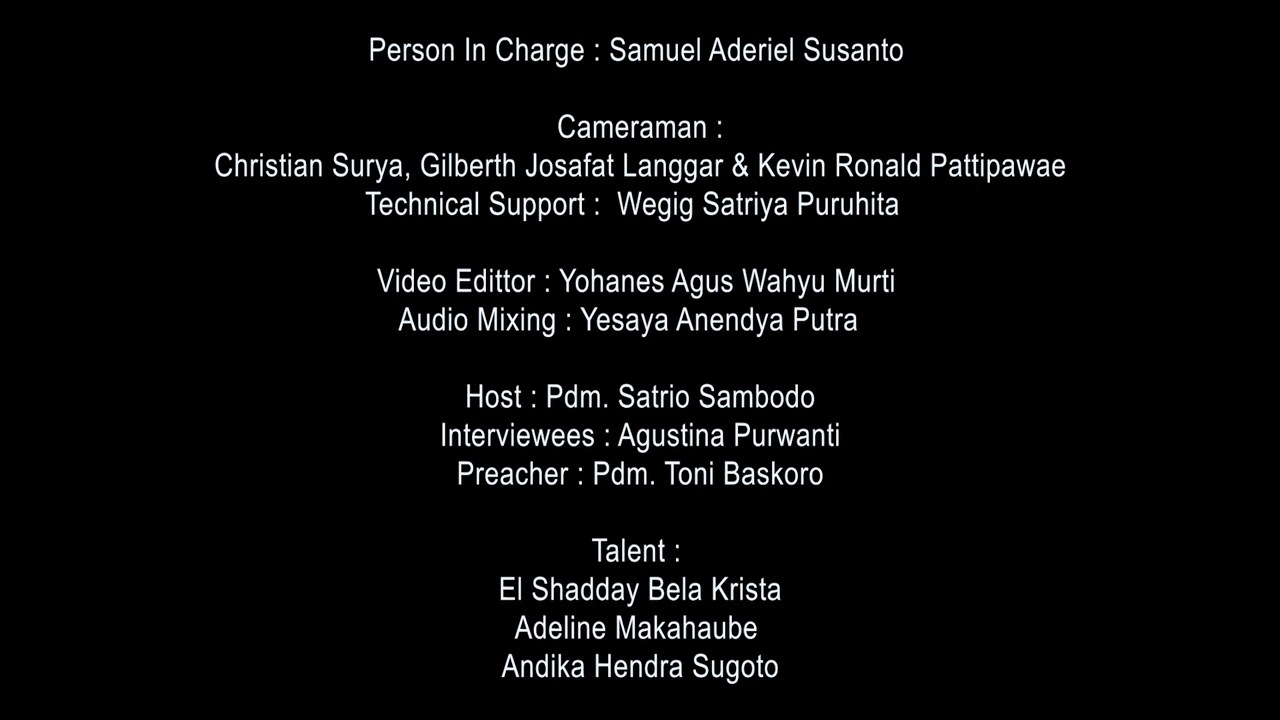 Person In Charge : Samuel Aderiel Susanto
Cameraman :
Christian Surya, Gilberth Josafat Langgar & Kevin Ronald Pattipawae
Technical Support :  Wegig Satriya Puruhita
Video Edittor : Yohanes Agus Wahyu Murti
Audio Mixing : Yesaya Anendya Putra
Host : Pdm. Satrio Sambodo
Interviewees : Agustina Purwanti
Preacher : Pdm. Toni Baskoro
Talent :
El Shadday Bela Krista
Adeline Makahaube
Andika Hendra Sugoto